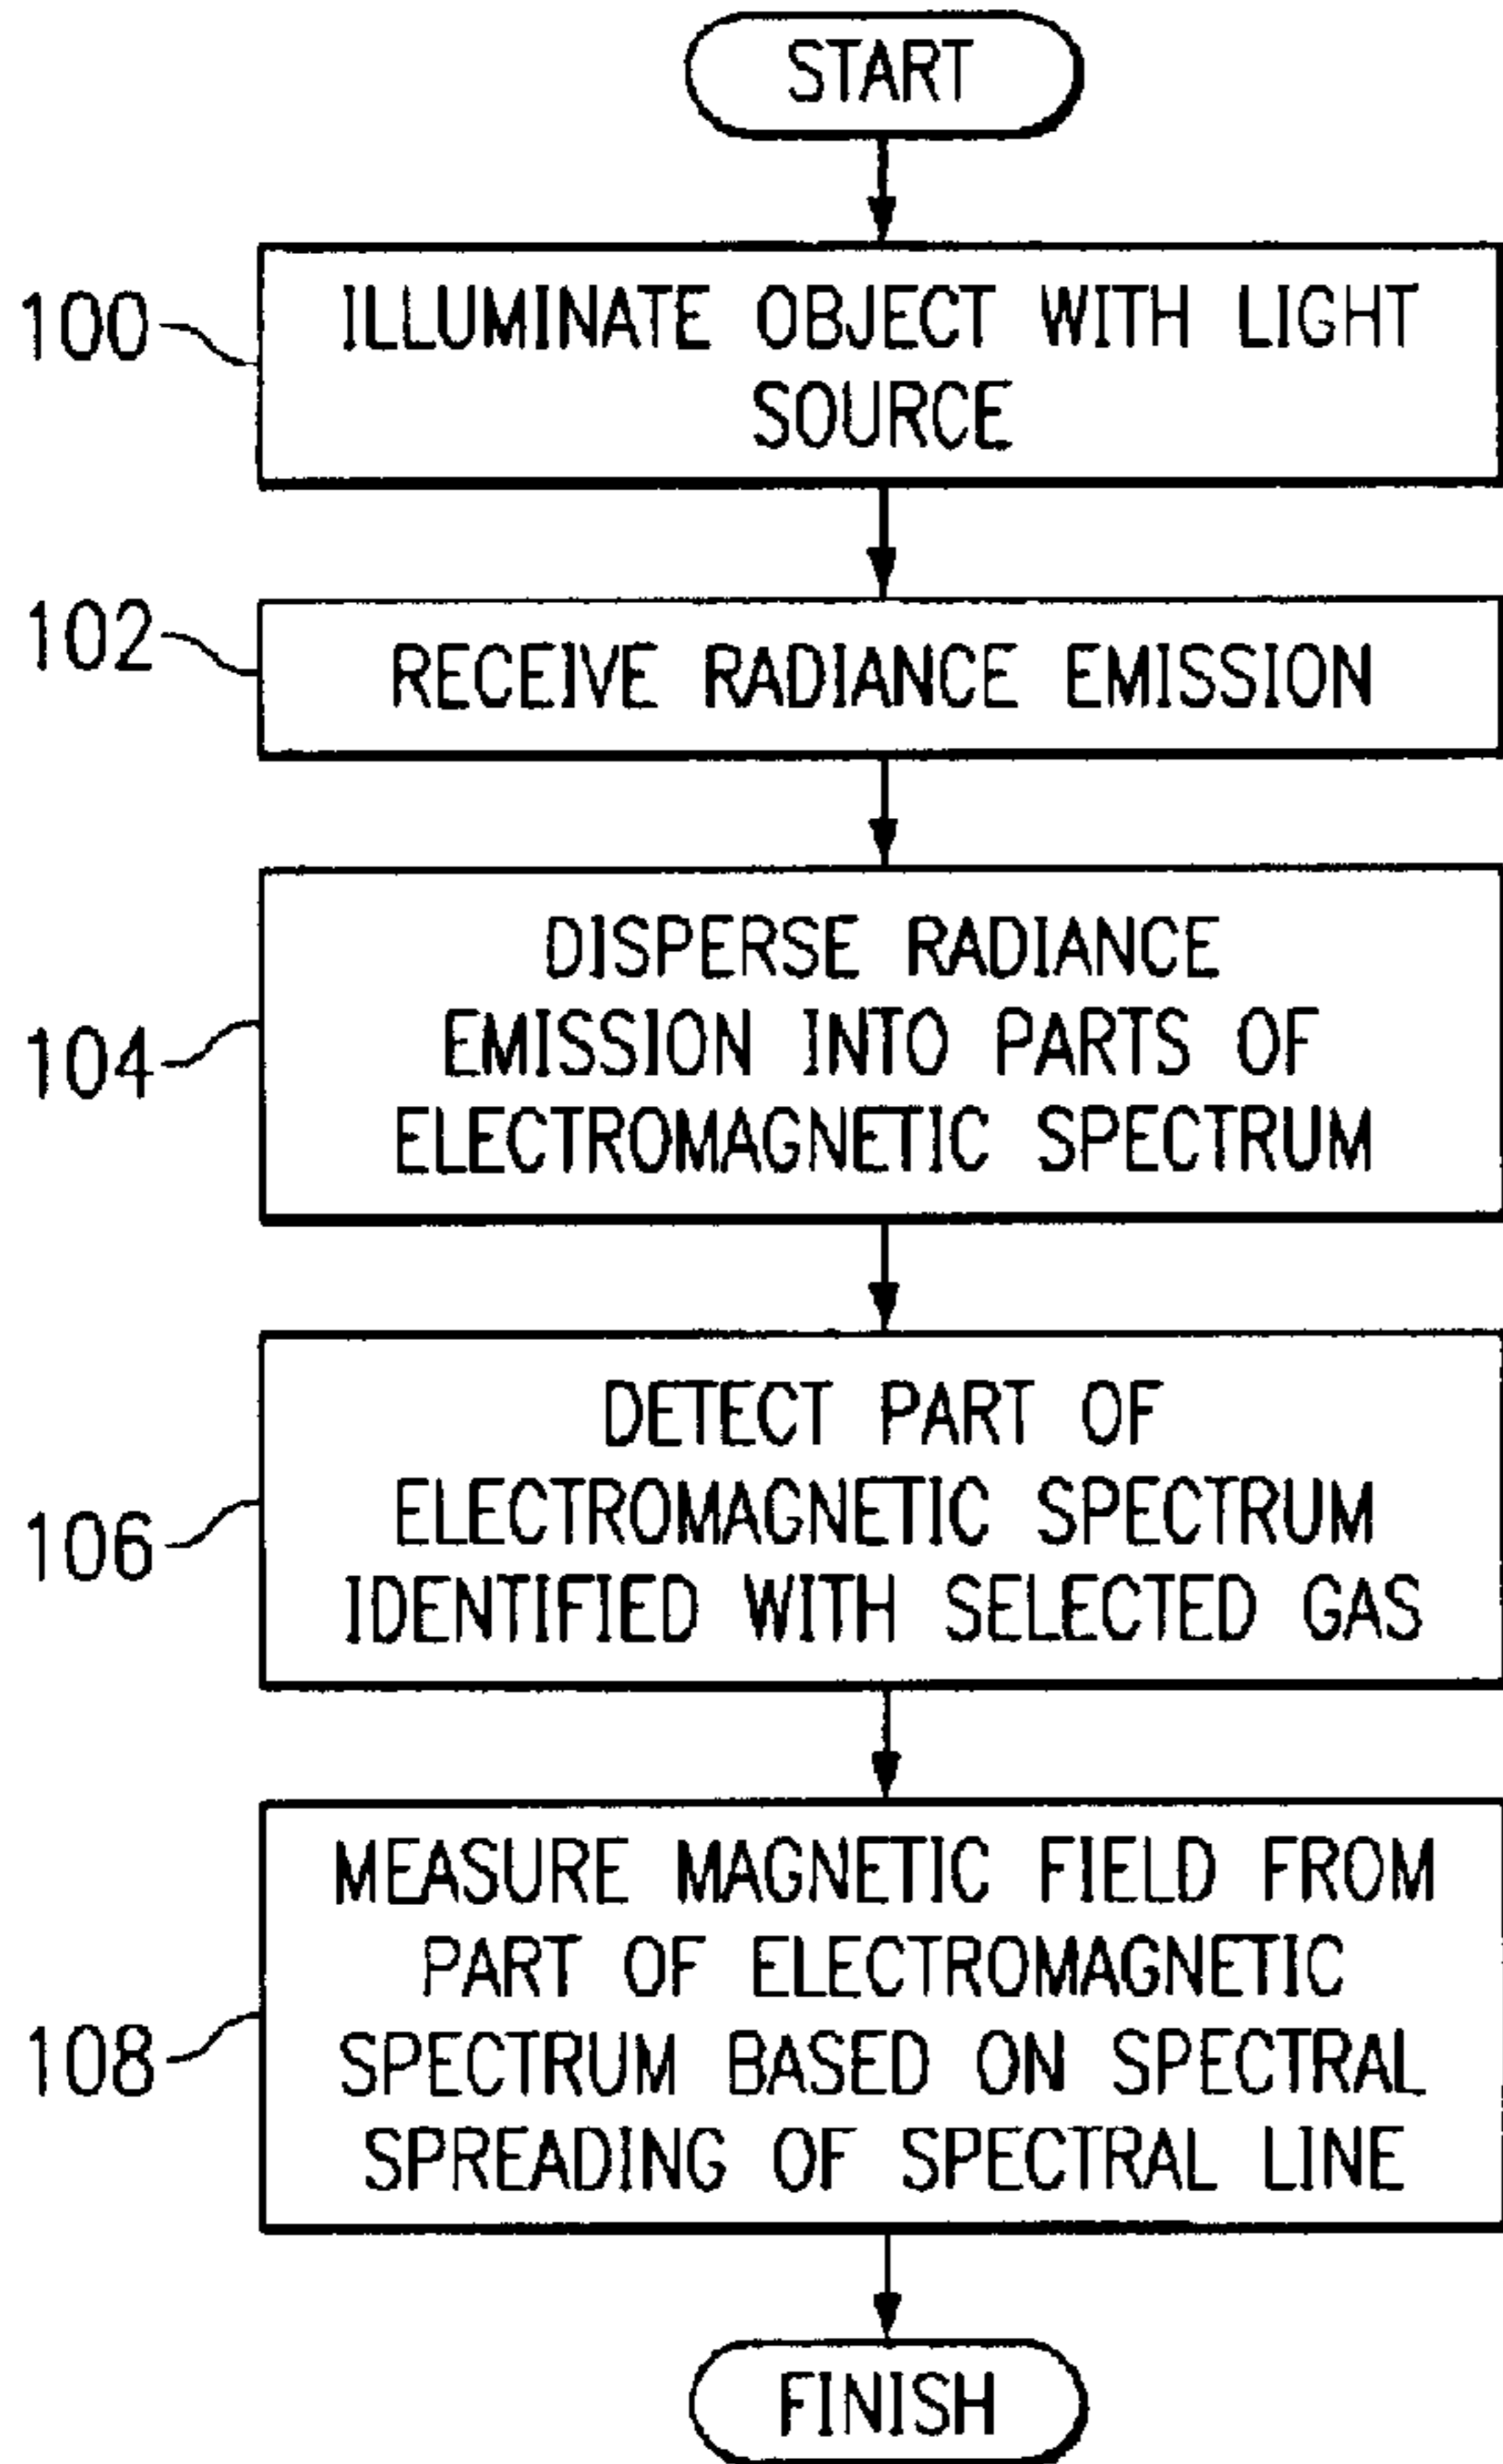 START
100
ILLUMINATE OBJECT WITH LIGHT
SOURCE
102
RECEIVE RADIANCE EMISSION
104
DISPERSE RADIANCE
EMISSION INTO PARTS OF
ELECTROMAGNETIC SPECTRUM
106
DETECT PART OF
ELECTROMAGNETIC SPECTRUM
IDENTIFIED WITH SELECTED GAS
108
MEASURE MAGNETIC FIELD FROM
PART OF ELECTROMAGNETIC
SPECTRUM BASED ON SPECTRAL
SPREADING OF SPECTRAL LINE
FINISH